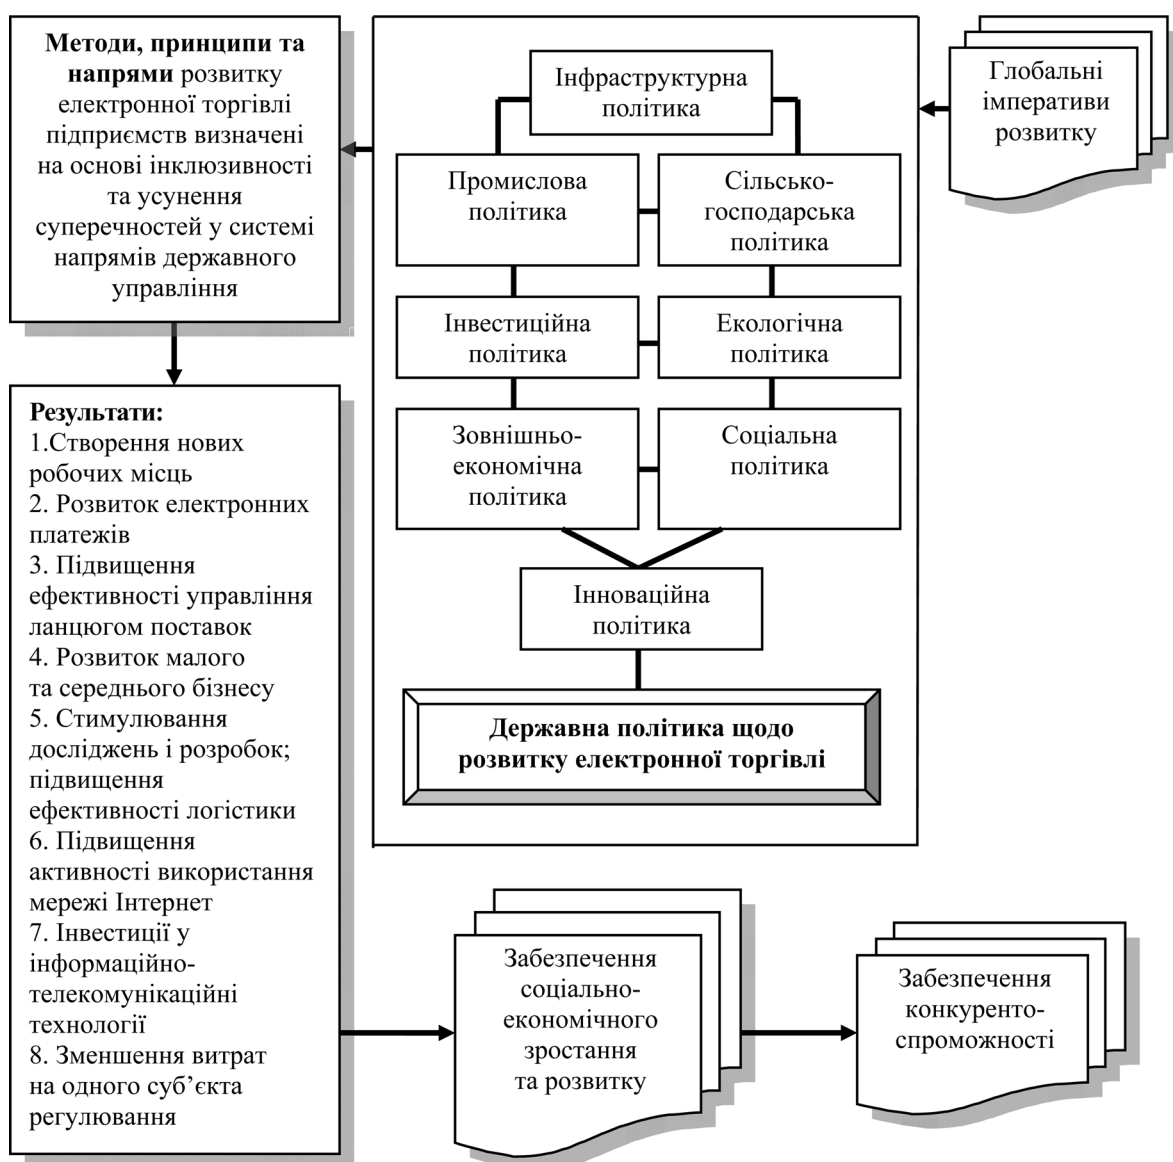 Методи, принципи та
напрями розвитку
електронної торгівлі
підприємств визначені
на основі інклюзивності
та усунення
суперечностей у системі
напрямів державного
управління
Інфраструктурна
політика
Промислова
політика
Сільсько-
господарська
політика
Інвестиційна
політика
Екологічна
політика
Зовнішньо-
економічна
політика
Соціальна
політика
Інноваційна
політика
Державна політика щодо
розвитку електронної торгівлі
Глобальні
імперативи
розвитку
Результати:
1.Створення нових
робочих місць
2. Розвиток електронних
платежів
3. Підвищення
ефективності управління
ланцюгом поставок
4. Розвиток малого
та середнього бізнесу
5. Стимулювання
досліджень і розробок;
підвищення
ефективності логістики
6. Підвищення
активності використання
мережі Інтернет
7. Інвестиції у
інформаційно-
телекомунікаційні
технології
8. Зменшення витрат
на одного суб’єкта
регулювання
Забезпечення
соціально-
економічного
зростання
та розвитку
Забезпечення
конкуренто-
спроможності